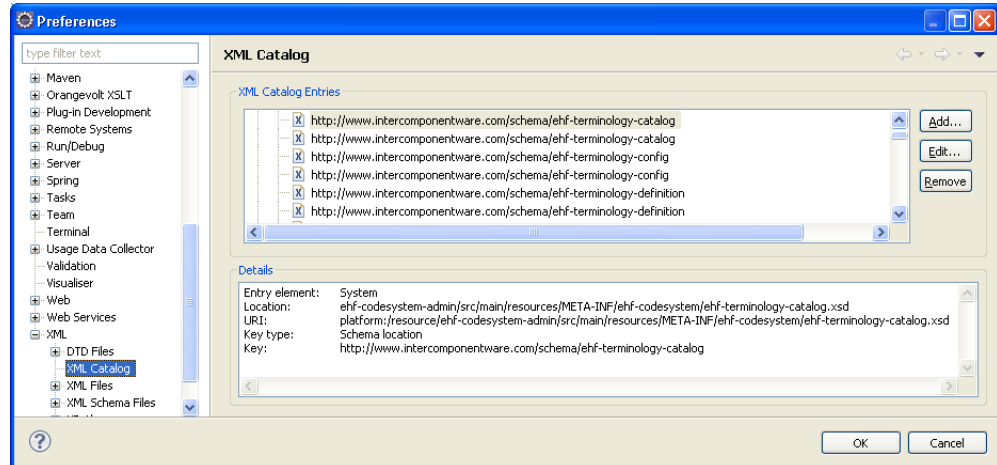 Preferences
type filter text
XML Catalog
Maven
Orangevolt XSLT
Plug-in Development
Remote Systems
Run/Debug
Server
Spring
Tasks
Team
Terminal
Usage Data Collector
Validation
Visualiser
Web
Web Services
XML
DTD Files
XML Catalog
XML Files
XML Schema Files
XML Catalog Entries
http://www.intercomponentware.com/schema/ehf-terminology-catalog
http://www.intercomponentware.com/schema/ehf-terminology-catalog
http://www.intercomponentware.com/schema/ehf-terminology-config
http://www.intercomponentware.com/schema/ehf-terminology-config
http://www.intercomponentware.com/schema/ehf-terminology-definition
http://www.intercomponentware.com/schema/ehf-terminology-definition
Add...
Edit...
Remove
Details
Entry element: System
Location: ehf-codesystem-admin/src/main/resources/META-INF/ehf-codesystem/ehf-terminology-catalog.xsd
URI: platform:/resource/ehf-codesystem-admin/src/main/resources/META-INF/ehf-codesystem/ehf-terminology-catalog.xsd
Key type: Schema location
Key: http://www.intercomponentware.com/schema/ehf-terminology-catalog
OK
Cancel